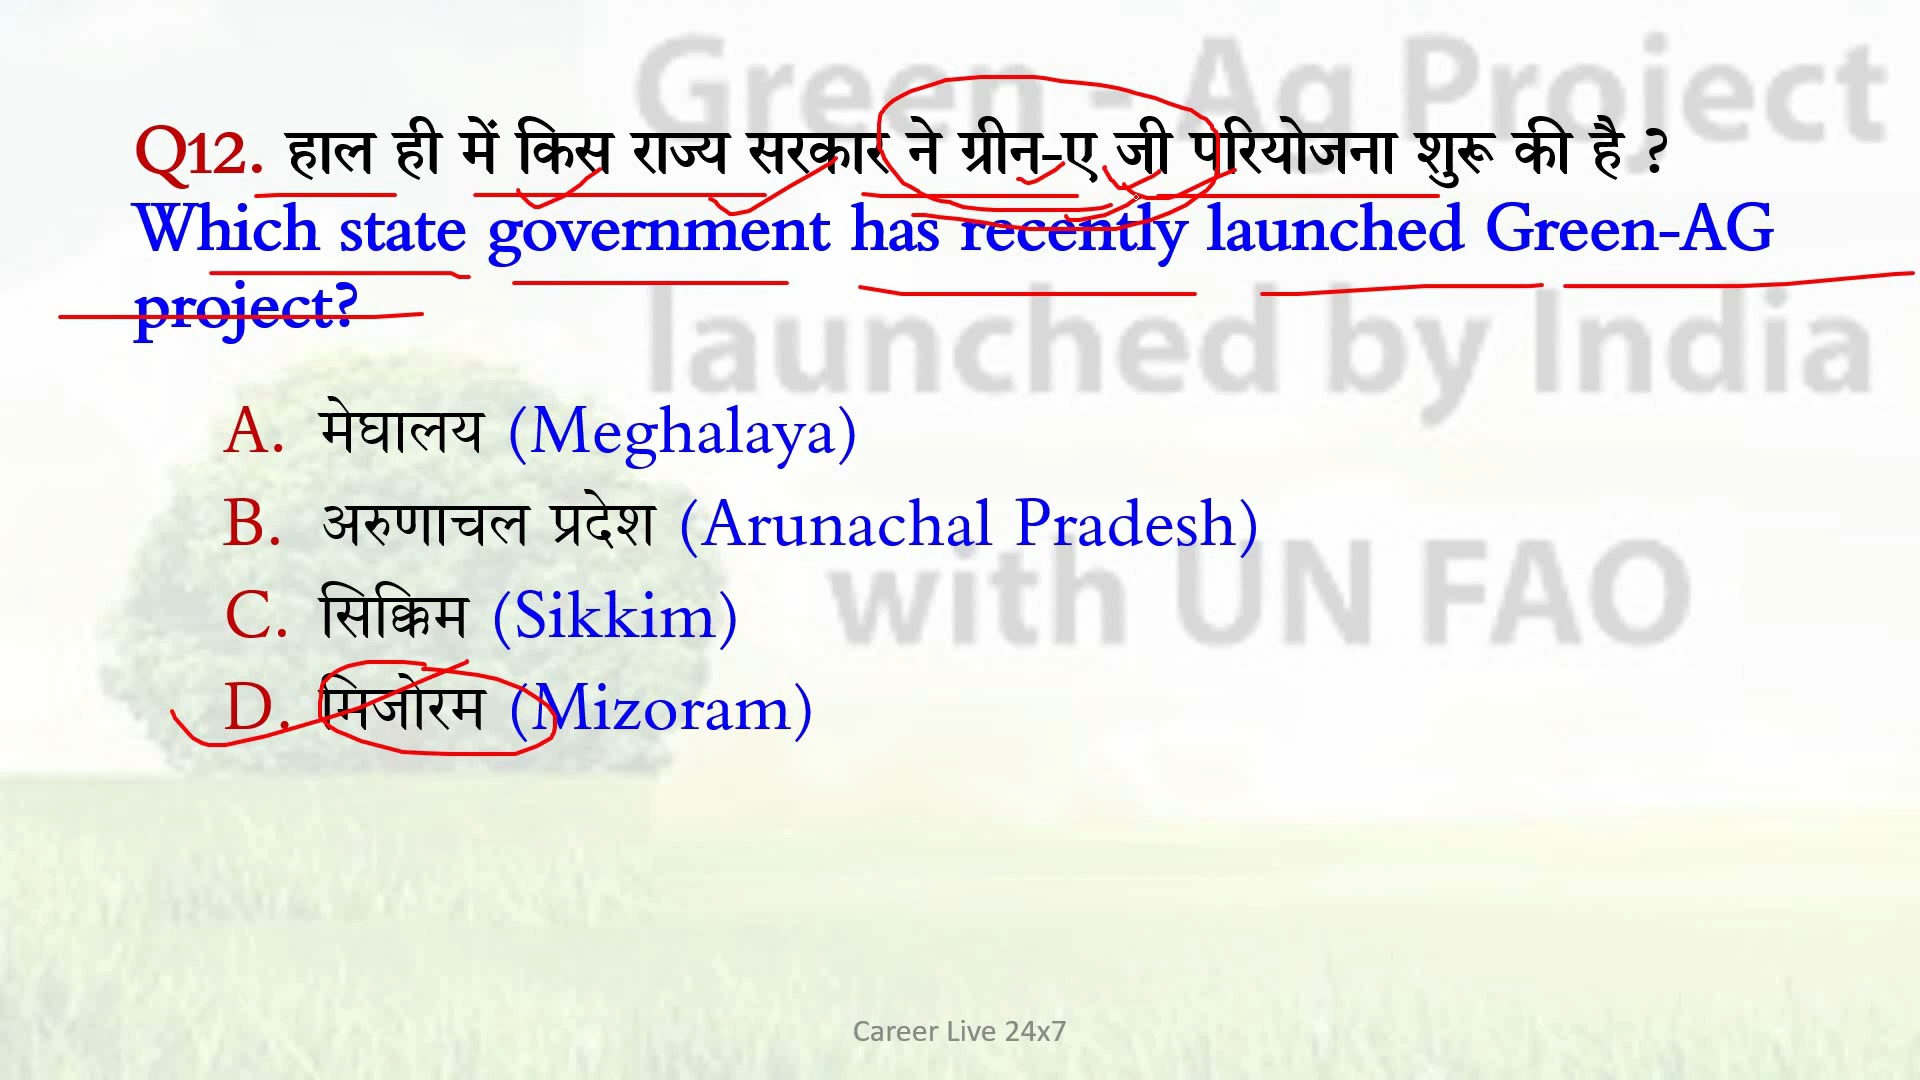 Green - Ag Project
Q12. हाल ही में किस राज्य सरकार ने ग्रीन-ए जी परियोजना शुरू की है ?
Which state government has recently launched Green-AG
project?
launched by India
A. मेघालय (Meghalaya)
B. अरुणाचल प्रदेश (Arunachal Pradesh)
with UN FAO
C. सिक्किम (Sikkim)
D. मिजोरम (Mizoram)
Career Live 24x7